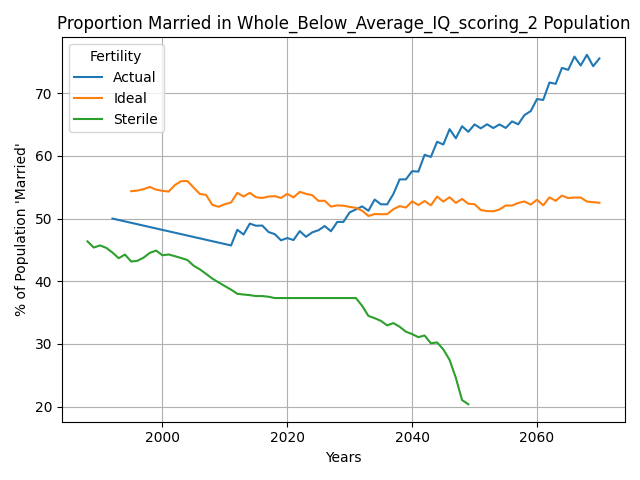 Proportion Married in Whole_Below_Average_IQ_scoring_2 Population
Fertility
Actual
Ideal
Sterile
% of Population 'Married'
70
60
50
40
30
20
2000
2020
2040
2060
Years